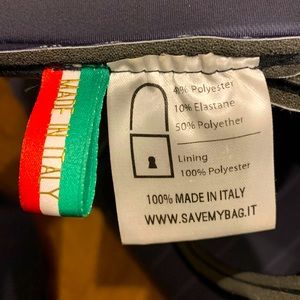 MADE IN ITALY
40% Polyester
10% Elastane
50% Polyether
Lining
100% Polyester
100% MADE IN ITALY
WWW.SAVEMYBAG.IT